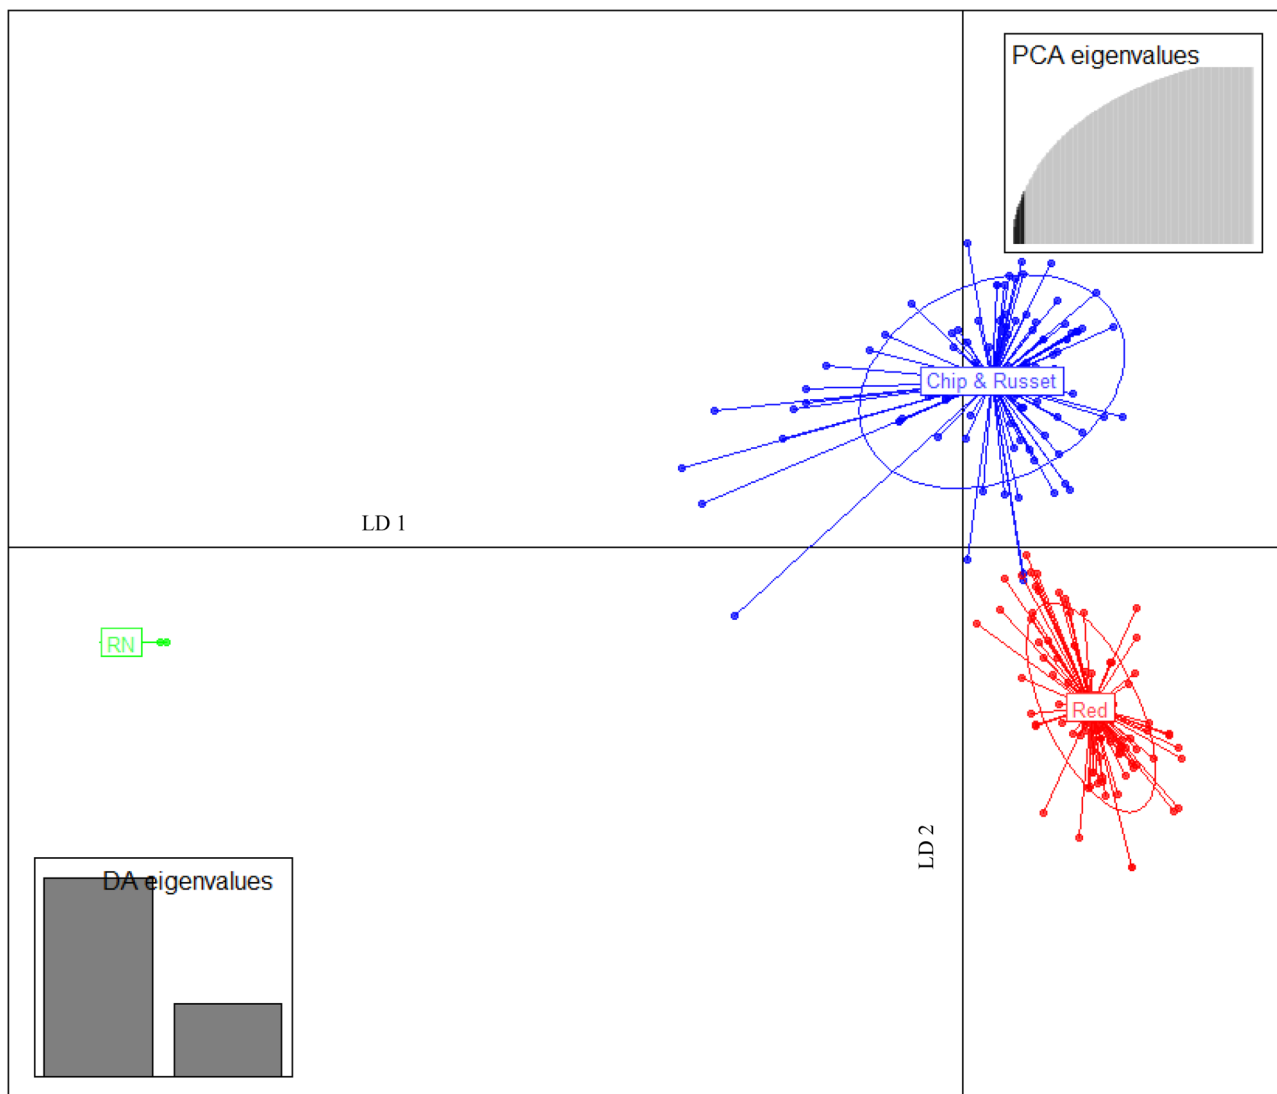 PCA eigenvalues
Chip & Russet
LD 1
RN
Red
LD 2
DA eigenvalues